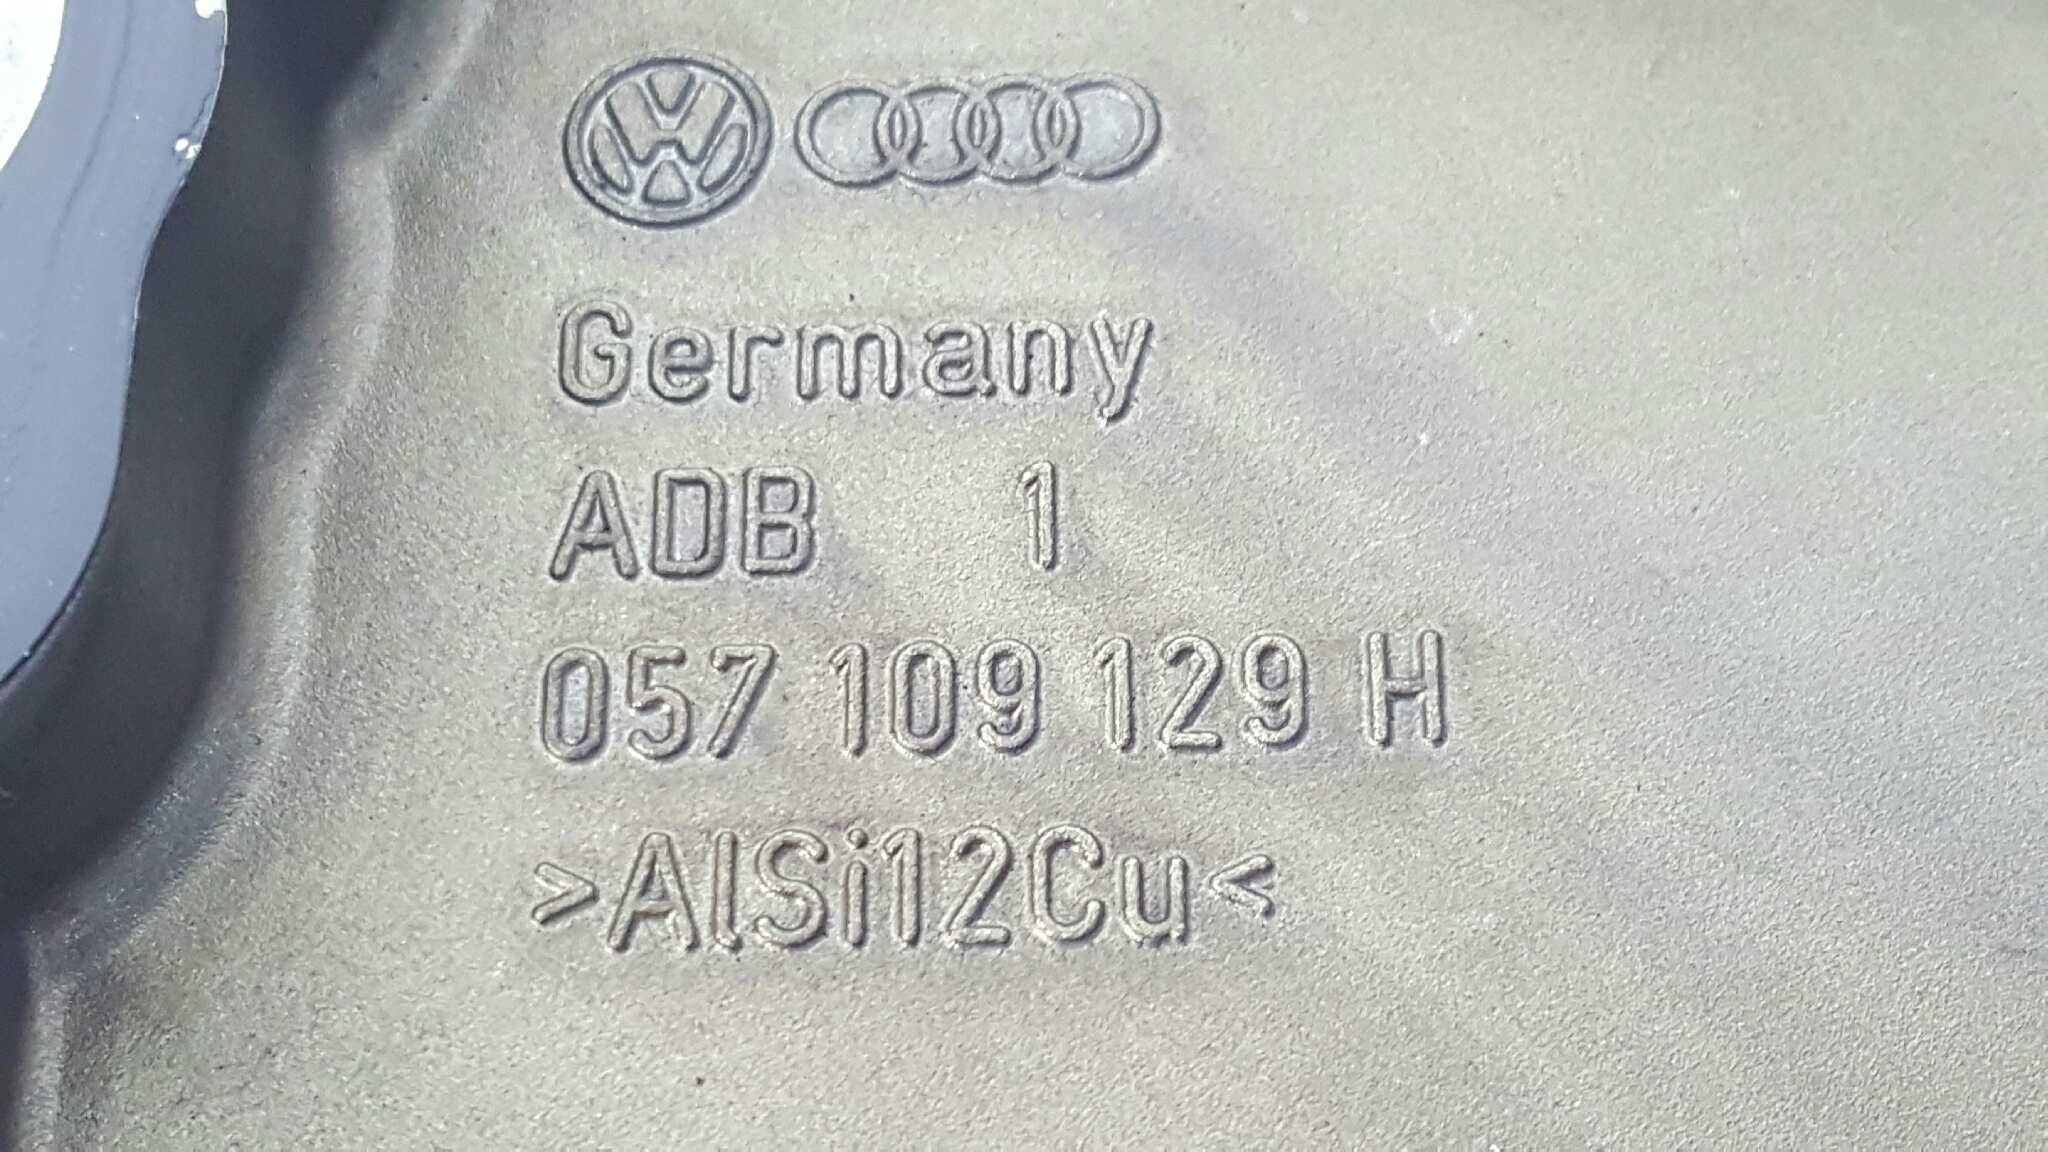 Germany
ADB 1
057 109 129 H
>AlSi12Cu<